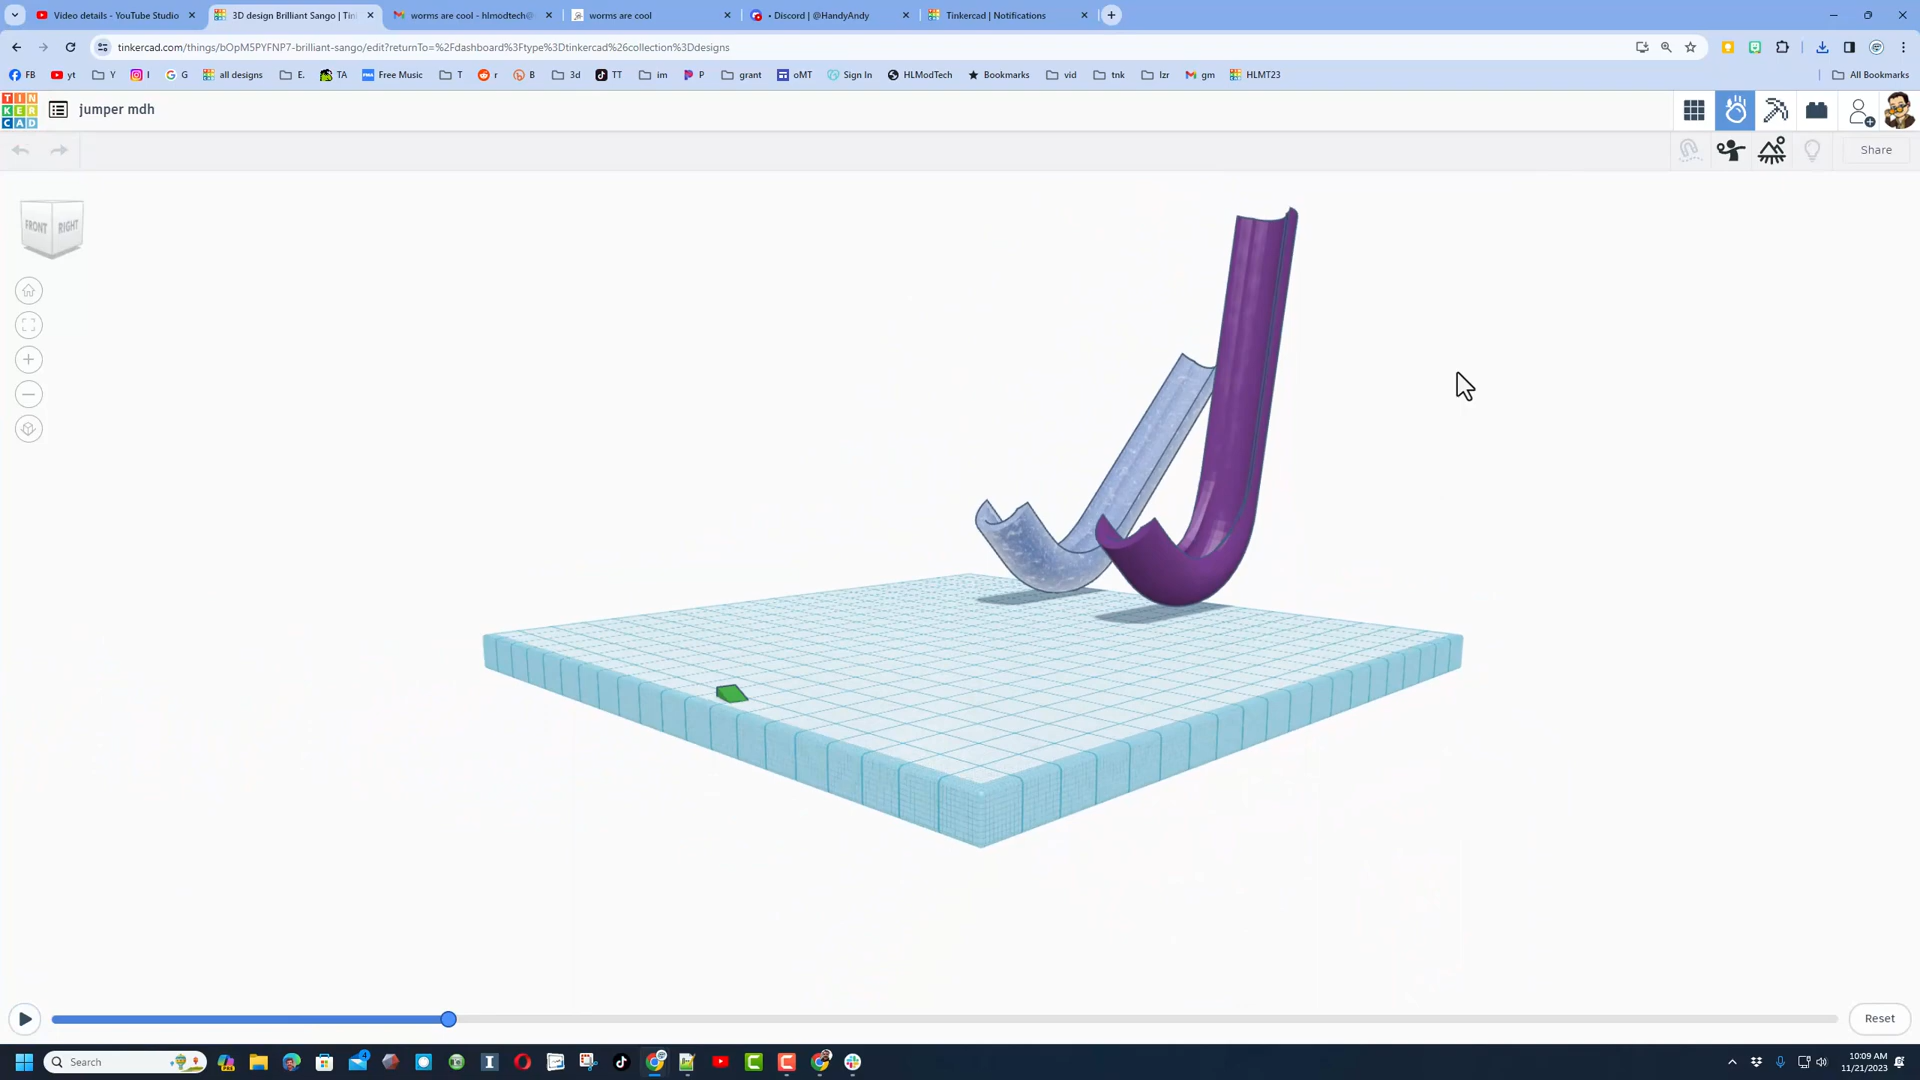 Video details - YouTube Studio
3D design Brilliant Sango | Tin
worms are cool - hlmodtech@
worms are cool
• Discord | @HandyAndy
Tinkercad | Notifications
tinkercad.com/things/bOpM5PYFNP7-brilliant-sango/edit?returnTo=%2Fdashboard%3Ftype%3Dtinkercad%26collection%3Ddesigns
FB
yt
Y
I
G
all designs
E.
TA
Free Music
T
r
B
3d
TT
im
P
grant
oMT
Sign In
HLModTech
Bookmarks
vid
tnk
lzr
gm
HLMT23
All Bookmarks
TIN
KER
CAD
jumper mdh
Share
FRONT
RIGHT
Reset
Search
10:09 AM
11/21/2023